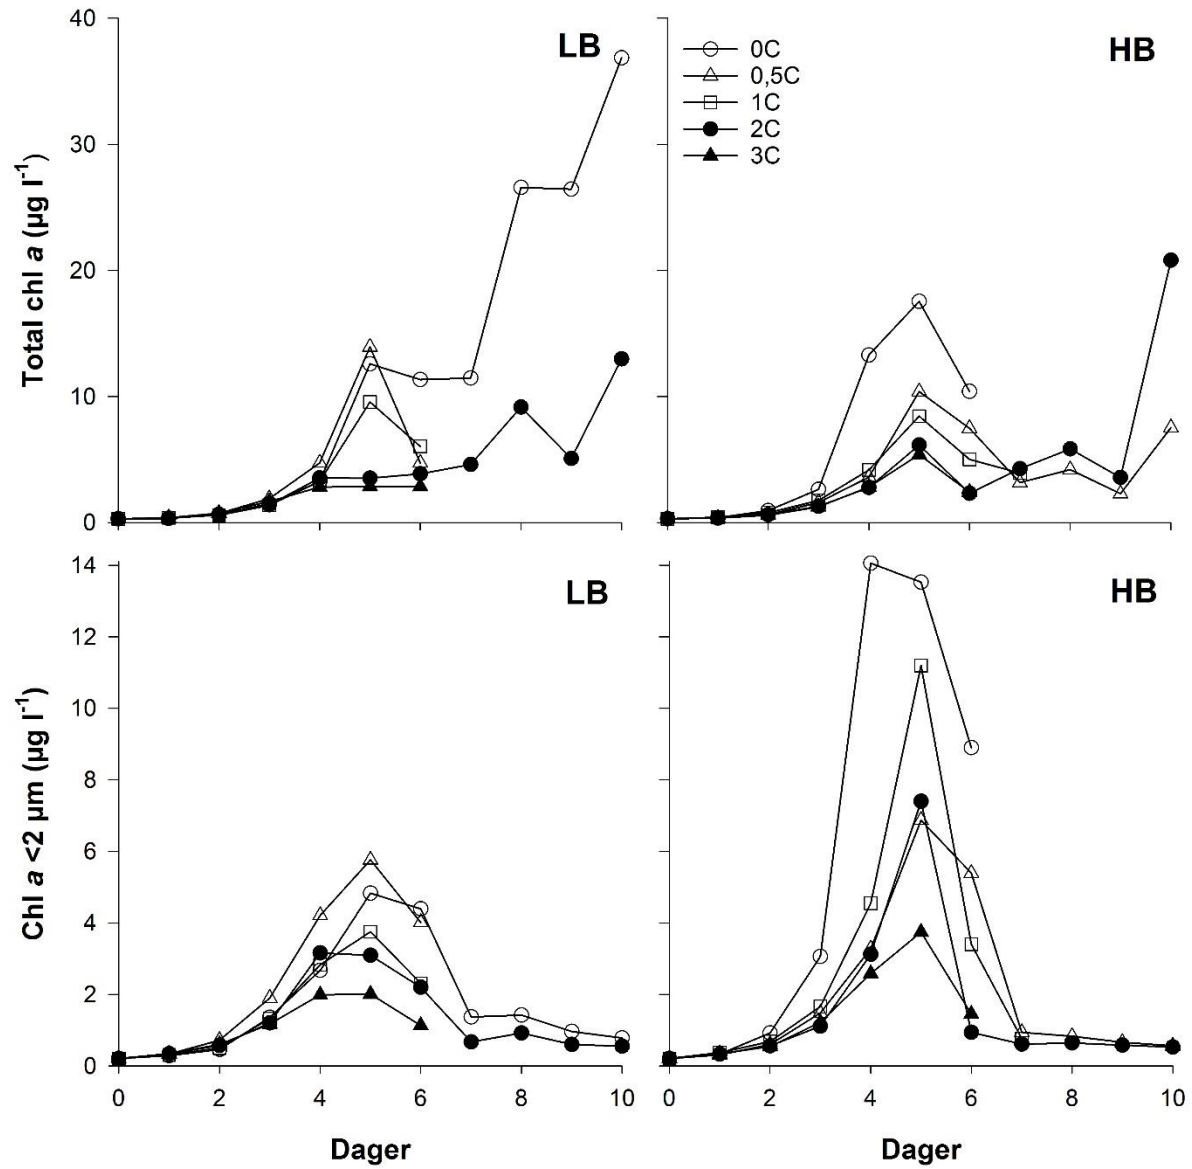 40
30
20
10
0
Total chl a (µg l⁻¹)
LB
HB
0C
0,5C
1C
2C
3C
14
12
10
8
6
4
2
0
Chl a <2 µm (µg l⁻¹)
LB
HB
0 2 4 6 8 10
0 2 4 6 8 10
Dager
Dager